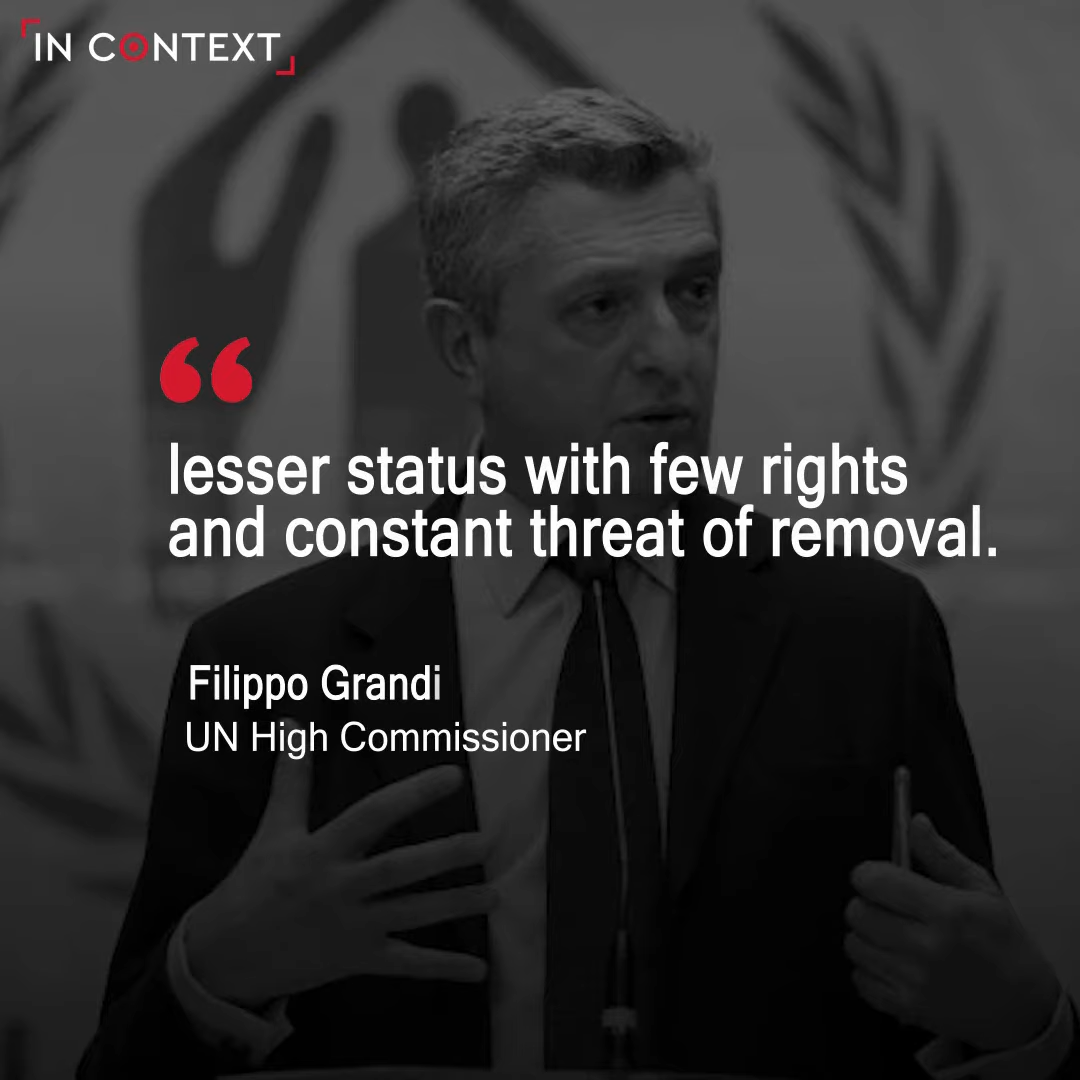 IN CONTEXT
“
lesser status with few rights
and constant threat of removal.
Filippo Grandi
UN High Commissioner